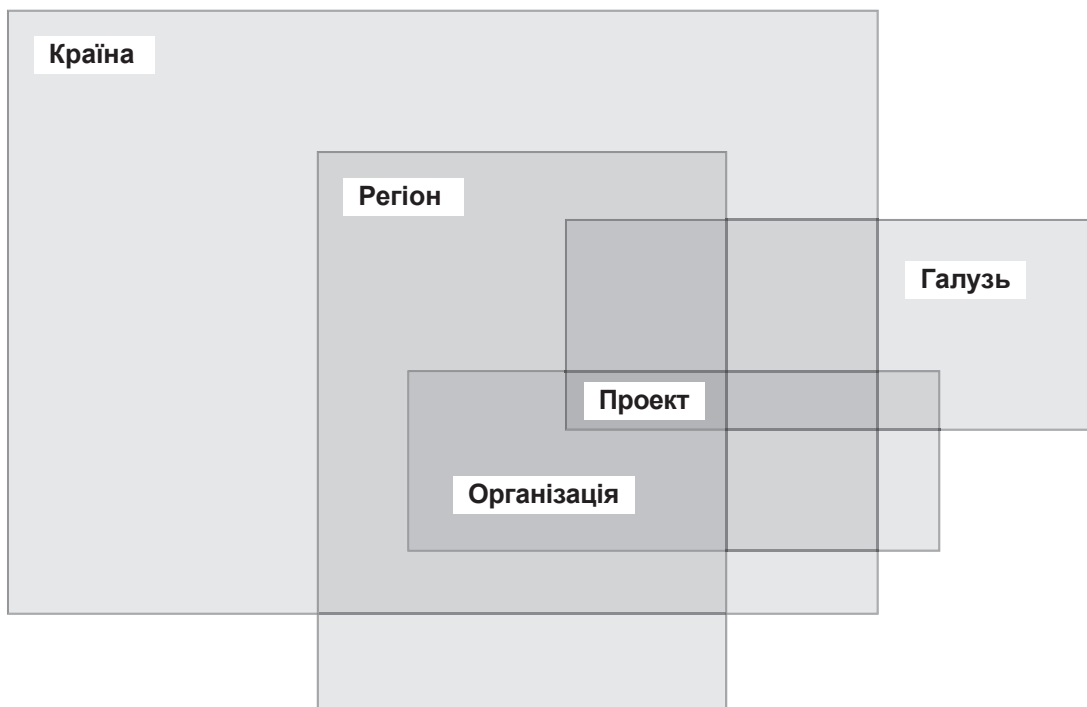 Країна
Регіон
Галузь
Проект
Організація